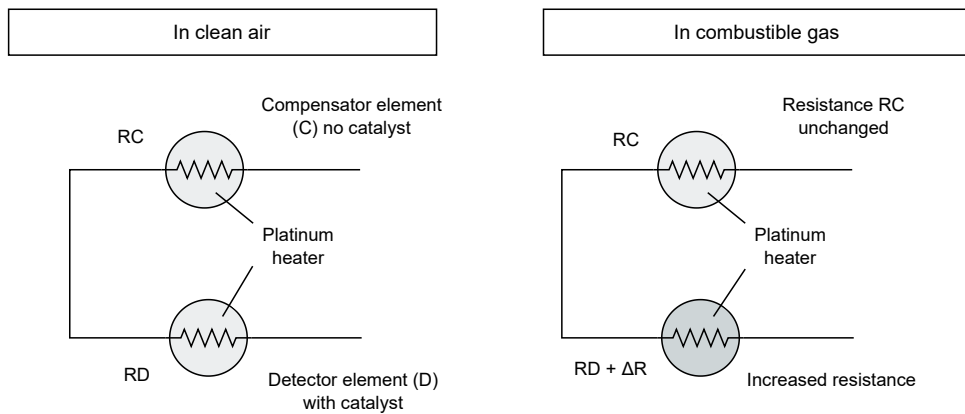 In clean air
Compensator element
(C) no catalyst
RC
Platinum
heater
RD
Detector element (D)
with catalyst
In combustible gas
Resistance RC
unchanged
RC
Platinum
heater
RD + ΔR
Increased resistance